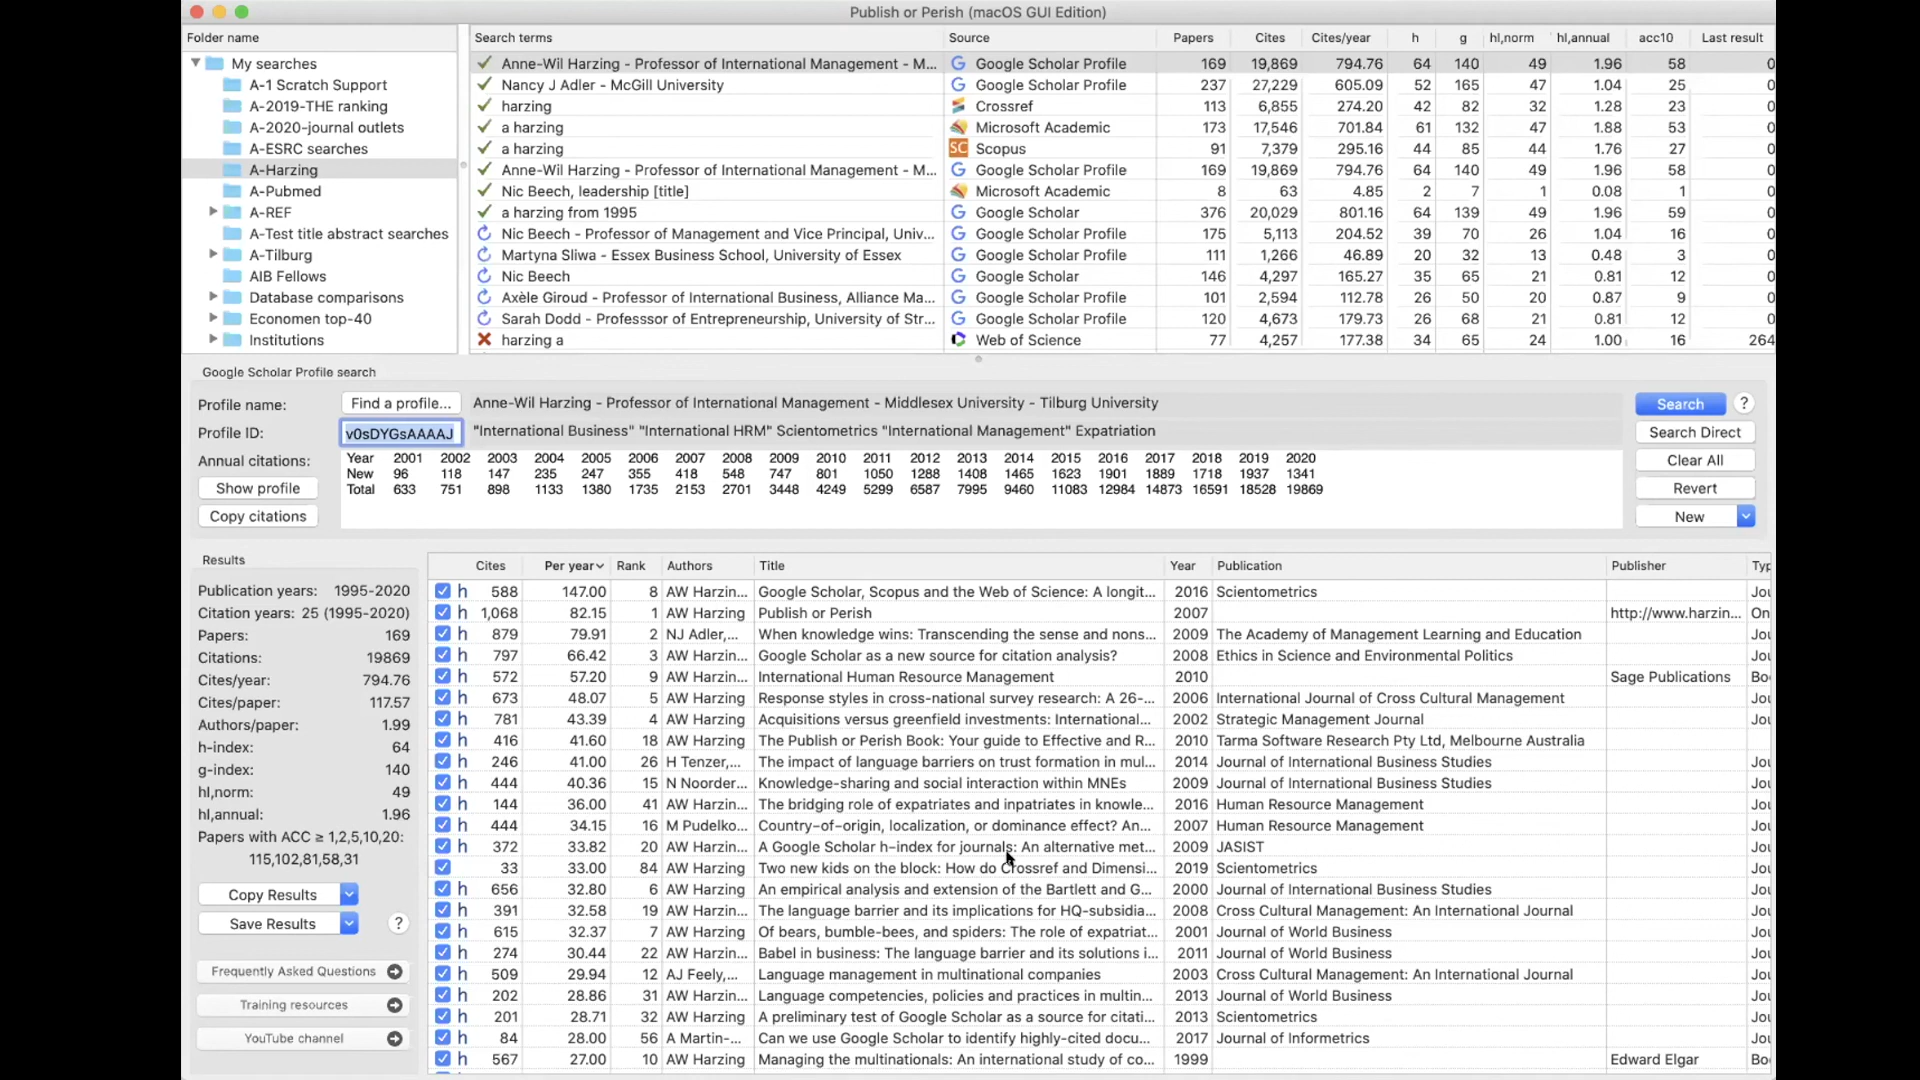 Publish or Perish (macOS GUI Edition)
Folder name
My searches
A-1 Scratch Support
A-2019-THE ranking
A-2020-journal outlets
A-ESRC searches
A-Harzing
A-Pubmed
A-REF
A-Test title abstract searches
A-Tilburg
AIB Fellows
Database comparisons
Economen top-40
Institutions
Search terms Source Papers Cites Cites/year h g hI,norm hI,annual acc10 Last result
Anne-Wil Harzing - Professor of International Management - M... Google Scholar Profile 169 19,869 794.76 64 140 49 1.96 58 0
Nancy J Adler - McGill University Google Scholar Profile 237 27,229 605.09 52 165 47 1.04 25 0
harzing Crossref 113 6,855 274.20 42 82 32 1.28 23 0
a harzing Microsoft Academic 173 17,546 701.84 61 132 47 1.88 53 0
a harzing SC Scopus 91 7,379 295.16 44 85 44 1.76 27 0
Anne-Wil Harzing - Professor of International Management - M... Google Scholar Profile 169 19,869 794.76 64 140 49 1.96 58 0
Nic Beech, leadership [title] Microsoft Academic 8 63 4.85 2 7 1 0.08 1 0
a harzing from 1995 Google Scholar 376 20,029 801.16 64 139 49 1.96 59 0
Nic Beech - Professor of Management and Vice Principal, Univ... Google Scholar Profile 175 5,113 204.52 39 70 26 1.04 16 0
Martyna Sliwa - Essex Business School, University of Essex Google Scholar Profile 111 1,266 46.89 20 32 13 0.48 3 0
Nic Beech Google Scholar 146 4,297 165.27 35 65 21 0.81 12 0
Axèle Giroud - Professor of International Business, Alliance Ma... Google Scholar Profile 101 2,594 112.78 26 50 20 0.87 9 0
Sarah Dodd - Professsor of Entrepreneurship, University of Str... Google Scholar Profile 120 4,673 179.73 26 68 21 0.81 12 0
harzing a Web of Science 77 4,257 177.38 34 65 24 1.00 16 264
Google Scholar Profile search
Profile name: Find a profile... Anne-Wil Harzing - Professor of International Management - Middlesex University - Tilburg University Search ?
Profile ID: v0sDYGsAAAAJ "International Business" "International HRM" Scientometrics "International Management" Expatriation Search Direct
Annual citations: Clear All
Show profile Revert
Copy citations New
Year 2001 2002 2003 2004 2005 2006 2007 2008 2009 2010 2011 2012 2013 2014 2015 2016 2017 2018 2019 2020
New 96 118 147 235 247 355 418 548 747 801 1050 1288 1408 1465 1623 1901 1889 1718 1937 1341
Total 633 751 898 1133 1380 1735 2153 2701 3448 4249 5299 6587 7995 9460 11083 12984 14873 16591 18528 19869
Results
Publication years: 1995-2020
Citation years: 25 (1995-2020)
Papers: 169
Citations: 19869
Cites/year: 794.76
Cites/paper: 117.57
Authors/paper: 1.99
h-index: 64
g-index: 140
hI,norm: 49
hI,annual: 1.96
Papers with ACC ≥ 1,2,5,10,20:
115,102,81,58,31
Copy Results
Save Results ?
Frequently Asked Questions
Training resources
YouTube channel
Cites Per year Rank Authors Title Year Publication Publisher Typ
h 588 147.00 8 AW Harzin... Google Scholar, Scopus and the Web of Science: A longit... 2016 Scientometrics Jou
h 1,068 82.15 1 AW Harzin... Publish or Perish 2007 http://www.harzin... On
h 879 79.91 2 NJ Adler,... When knowledge wins: Transcending the sense and nons... 2009 The Academy of Management Learning and Education Jou
h 797 66.42 3 AW Harzin... Google Scholar as a new source for citation analysis? 2008 Ethics in Science and Environmental Politics Jou
h 572 57.20 9 AW Harzin... International Human Resource Management 2010 Sage Publications Bo
h 673 48.07 5 AW Harzing Response styles in cross-national survey research: A 26-... 2006 International Journal of Cross Cultural Management Jou
h 781 43.39 4 AW Harzing Acquisitions versus greenfield investments: International... 2002 Strategic Management Journal Jou
h 416 41.60 18 AW Harzing The Publish or Perish Book: Your guide to Effective and R... 2010 Tarma Software Research Pty Ltd, Melbourne Australia
h 246 41.00 26 H Tenzer,... The impact of language barriers on trust formation in mul... 2014 Journal of International Business Studies Jou
h 444 40.36 15 N Noorder... Knowledge-sharing and social interaction within MNEs 2009 Journal of International Business Studies Jou
h 144 36.00 41 AW Harzin... The bridging role of expatriates and inpatriates in knowle... 2016 Human Resource Management Jou
h 444 34.15 16 M Pudelko... Country-of-origin, localization, or dominance effect? An... 2007 Human Resource Management Jou
h 372 33.82 20 AW Harzin... A Google Scholar h-index for journals: An alternative met... 2009 JASIST Jou
33 33.00 84 AW Harzing Two new kids on the block: How do Crossref and Dimensi... 2019 Scientometrics Jou
h 656 32.80 6 AW Harzing An empirical analysis and extension of the Bartlett and G... 2000 Journal of International Business Studies Jou
h 391 32.58 19 AW Harzin... The language barrier and its implications for HQ-subsidia... 2008 Cross Cultural Management: An International Journal Jou
h 615 32.37 7 AW Harzing Of bears, bumble-bees, and spiders: The role of expatriat... 2001 Journal of World Business Jou
h 274 30.44 22 AW Harzin... Babel in business: The language barrier and its solutions i... 2011 Journal of World Business Jou
h 509 29.94 12 AJ Feely,... Language management in multinational companies 2003 Cross Cultural Management: An International Journal Jou
h 202 28.86 31 AW Harzin... Language competencies, policies and practices in multin... 2013 Journal of World Business Jou
h 201 28.71 32 AW Harzing A preliminary test of Google Scholar as a source for citati... 2013 Scientometrics Jou
h 84 28.00 56 A Martin-... Can we use Google Scholar to identify highly-cited docu... 2017 Journal of Informetrics Jou
h 567 27.00 10 AW Harzing Managing the multinationals: An international study of co... 1999 Edward Elgar Bo